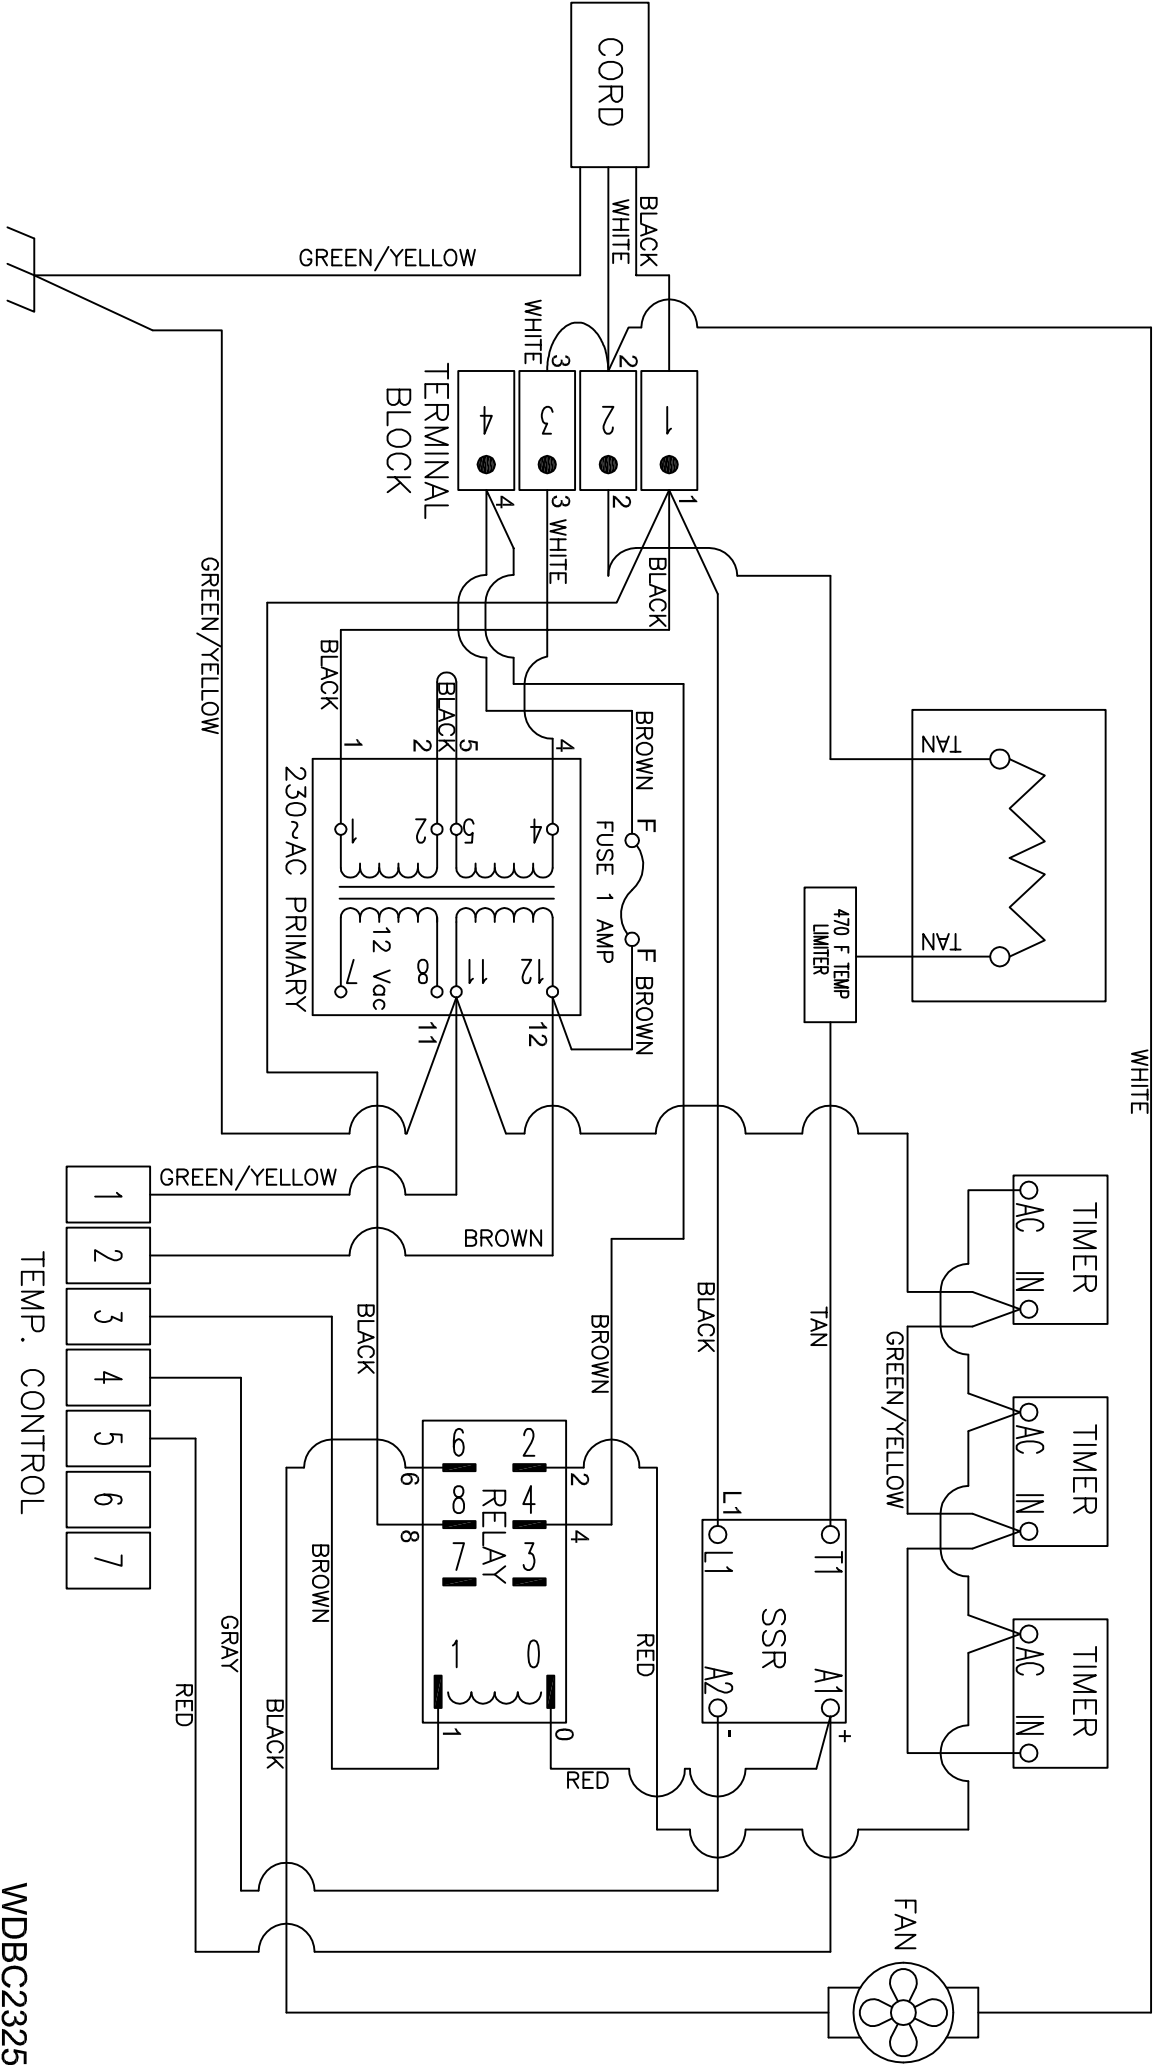 CORD
BLACK
WHITE
GREEN/YELLOW
WHITE
3
2
TERMINAL
BLOCK
4
3
2
1
4
3
2
1
WHITE
BLACK
GREEN/YELLOW
BLACK
BLACK
1
2
5
4
BROWN
F
FUSE 1 AMP
F
BROWN
230~AC PRIMARY
1
2
5
4
12 Vac
7
8
11
12
11
12
TAN
TAN
470 F TEMP
LIMITER
WHITE
TIMER
AC
IN
TIMER
AC
IN
TIMER
AC
IN
GREEN/YELLOW
TAN
BLACK
BROWN
BLACK
GREEN/YELLOW
BROWN
1
2
3
4
5
6
7
TEMP. CONTROL
6
8
2
4
6
2
8
4
7
3
RELAY
1
0
1
0
L1
L1
T1
SSR
A2
A1
-
+
RED
RED
BROWN
GRAY
RED
BLACK
FAN
WDBC2325